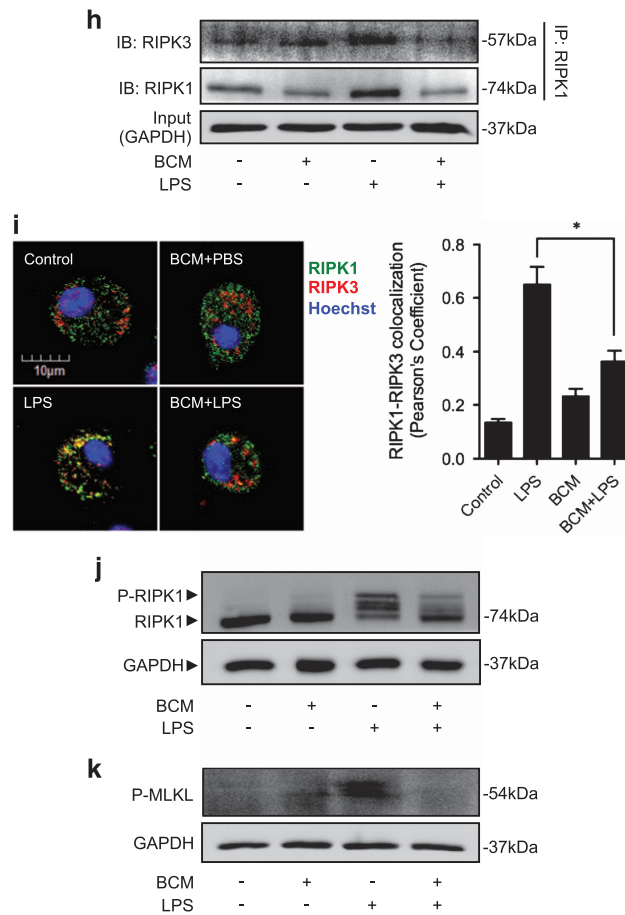 h
IB: RIPK3
-57kDa
IB: RIPK1
-74kDa
IP: RIPK1
Input
(GAPDH)
-37kDa
BCM - + - +
LPS - - + +
i
Control
BCM+PBS
10μm
LPS
BCM+LPS
RIPK1
RIPK3
Hoechst
RIPK1-RIPK3 colocalization
(Pearson's Coefficient)
0.8
0.6
0.4
0.2
0.0
*
Control
LPS
BCM
BCM+LPS
j
P-RIPK1
RIPK1
-74kDa
GAPDH
-37kDa
BCM - + - +
LPS - - + +
k
P-MLKL
-54kDa
GAPDH
-37kDa
BCM - + - +
LPS - - + +